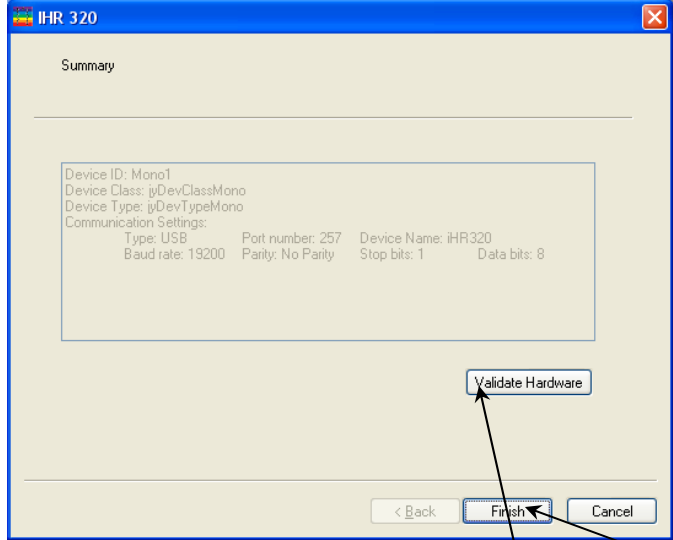 IHR 320
Summary
Device ID: Mono1
Device Class: jyDevClassMono
Device Type: jyDevTypeMono
Communication Settings:
Type: USB Port number: 257 Device Name: iHR320
Baud rate: 19200 Parity: No Parity Stop bits: 1 Data bits: 8
Validate Hardware
< Back Finish Cancel